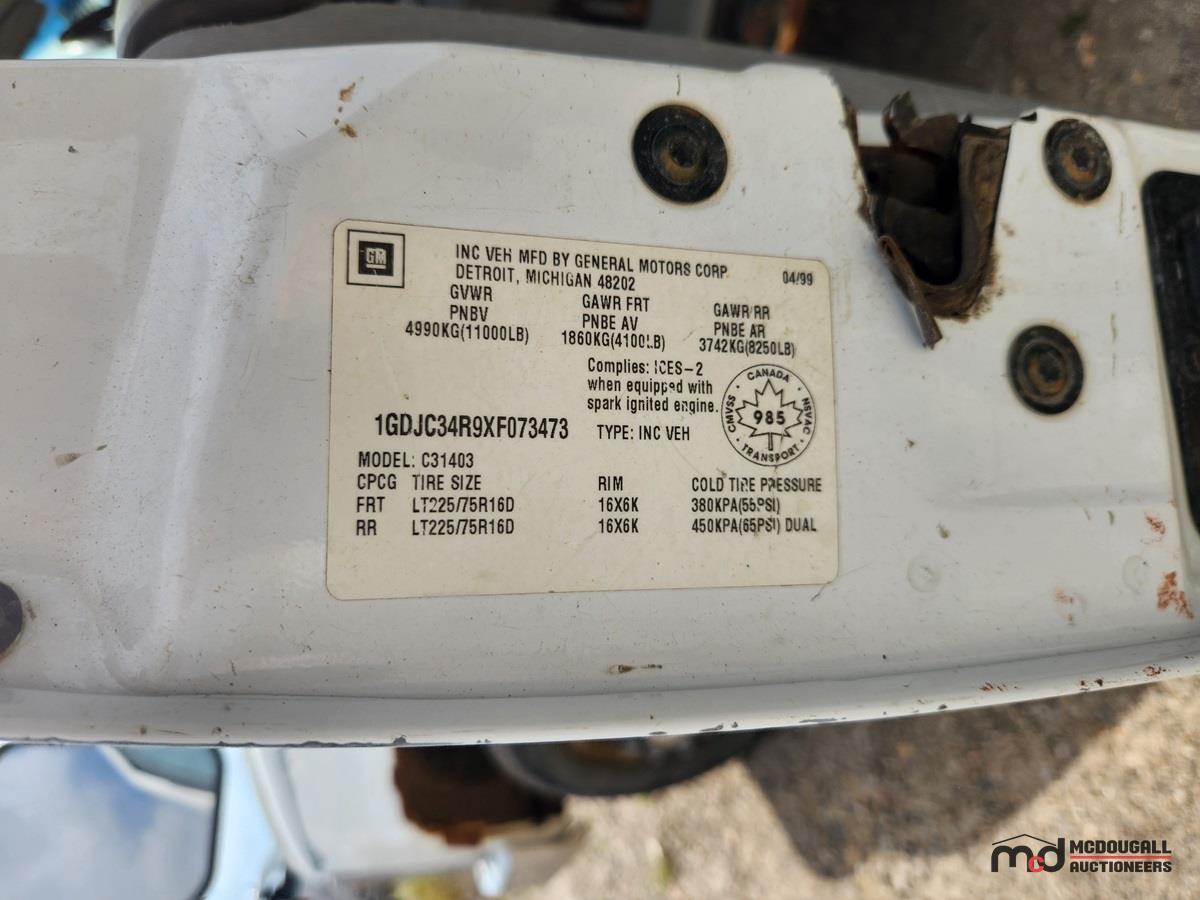 GM
INC VEH MFD BY GENERAL MOTORS CORP.
DETROIT, MICHIGAN 48202
04/99
GVWR
PNBV
4990KG(11000LB)
GAWR FRT
PNBE AV
1860KG(4100LB)
GAWR/RR
PNBE AR
3742KG(8250LB)
Complies: ICES-2
when equipped with
spark ignited engine.
CANADA
CMVSS
985
NSVAC
TRANSPORT
1GDJC34R9XF073473
TYPE: INC VEH
MODEL: C31403
CPCG TIRE SIZE RIM COLD TIRE PRESSURE
FRT LT225/75R16D 16X6K 380KPA(55PSI)
RR LT225/75R16D 16X6K 450KPA(65PSI) DUAL
mcd MCDOUGALL
AUCTIONEERS